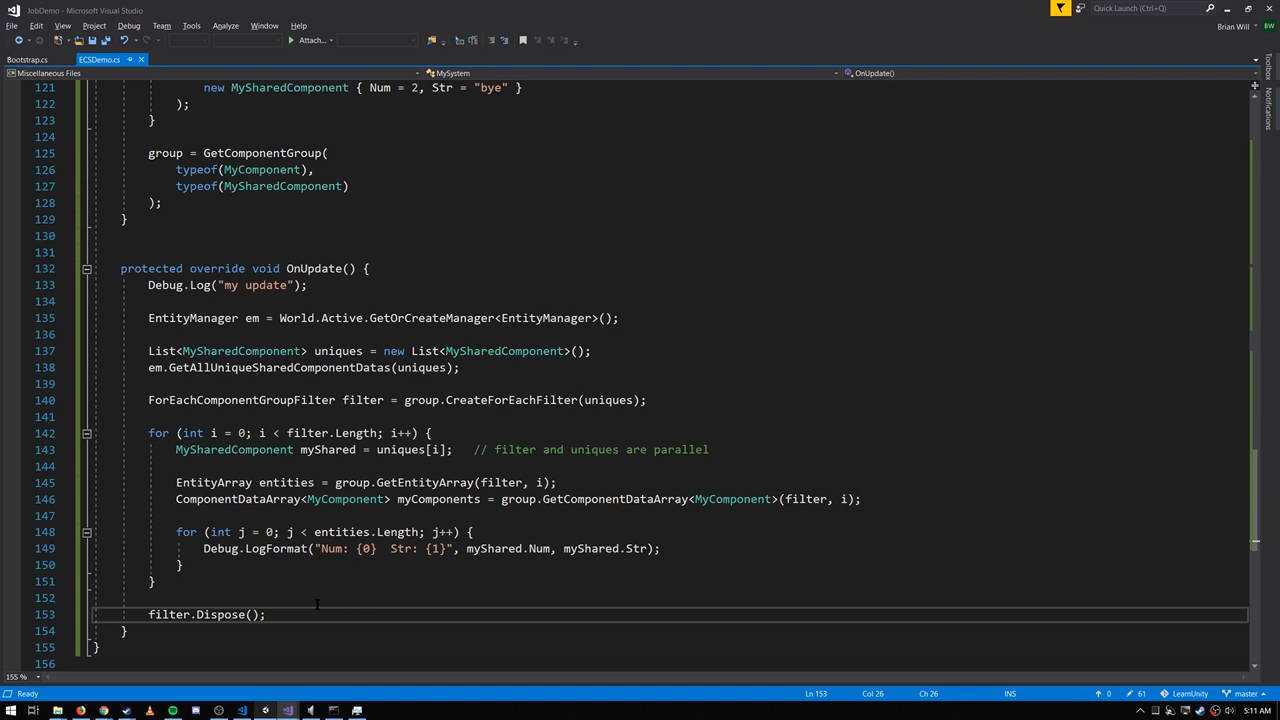 JobDemo - Microsoft Visual Studio
Quick Launch (Ctrl+Q)
File Edit View Project Debug Team Tools Analyze Window Help
Brian Will BW
Attach...
Bootstrap.cs ECSDemo.cs
Miscellaneous Files MySystem OnUpdate()
121 new MySharedComponent { Num = 2, Str = "bye" }
122 );
123 }
124
125 group = GetComponentGroup(
126 typeof(MyComponent),
127 typeof(MySharedComponent)
128 );
129 }
130
131
132 protected override void OnUpdate() {
133 Debug.Log("my update");
134
135 EntityManager em = World.Active.GetOrCreateManager<EntityManager>();
136
137 List<MySharedComponent> uniques = new List<MySharedComponent>();
138 em.GetAllUniqueSharedComponentDatas(uniques);
139
140 ForEachComponentGroupFilter filter = group.CreateForEachFilter(uniques);
141
142 for (int i = 0; i < filter.Length; i++) {
143 MySharedComponent myShared = uniques[i]; // filter and uniques are parallel
144
145 EntityArray entities = group.GetEntityArray(filter, i);
146 ComponentDataArray<MyComponent> myComponents = group.GetComponentDataArray<MyComponent>(filter, i);
147
148 for (int j = 0; j < entities.Length; j++) {
149 Debug.LogFormat("Num: {0}  Str: {1}", myShared.Num, myShared.Str);
150 }
151 }
152
153 filter.Dispose();
154 }
155 }
156
Toolbox
Notifications
155 %
Ready Ln 153 Col 26 Ch 26 INS 0 61 LearnUnity master
5:11 AM